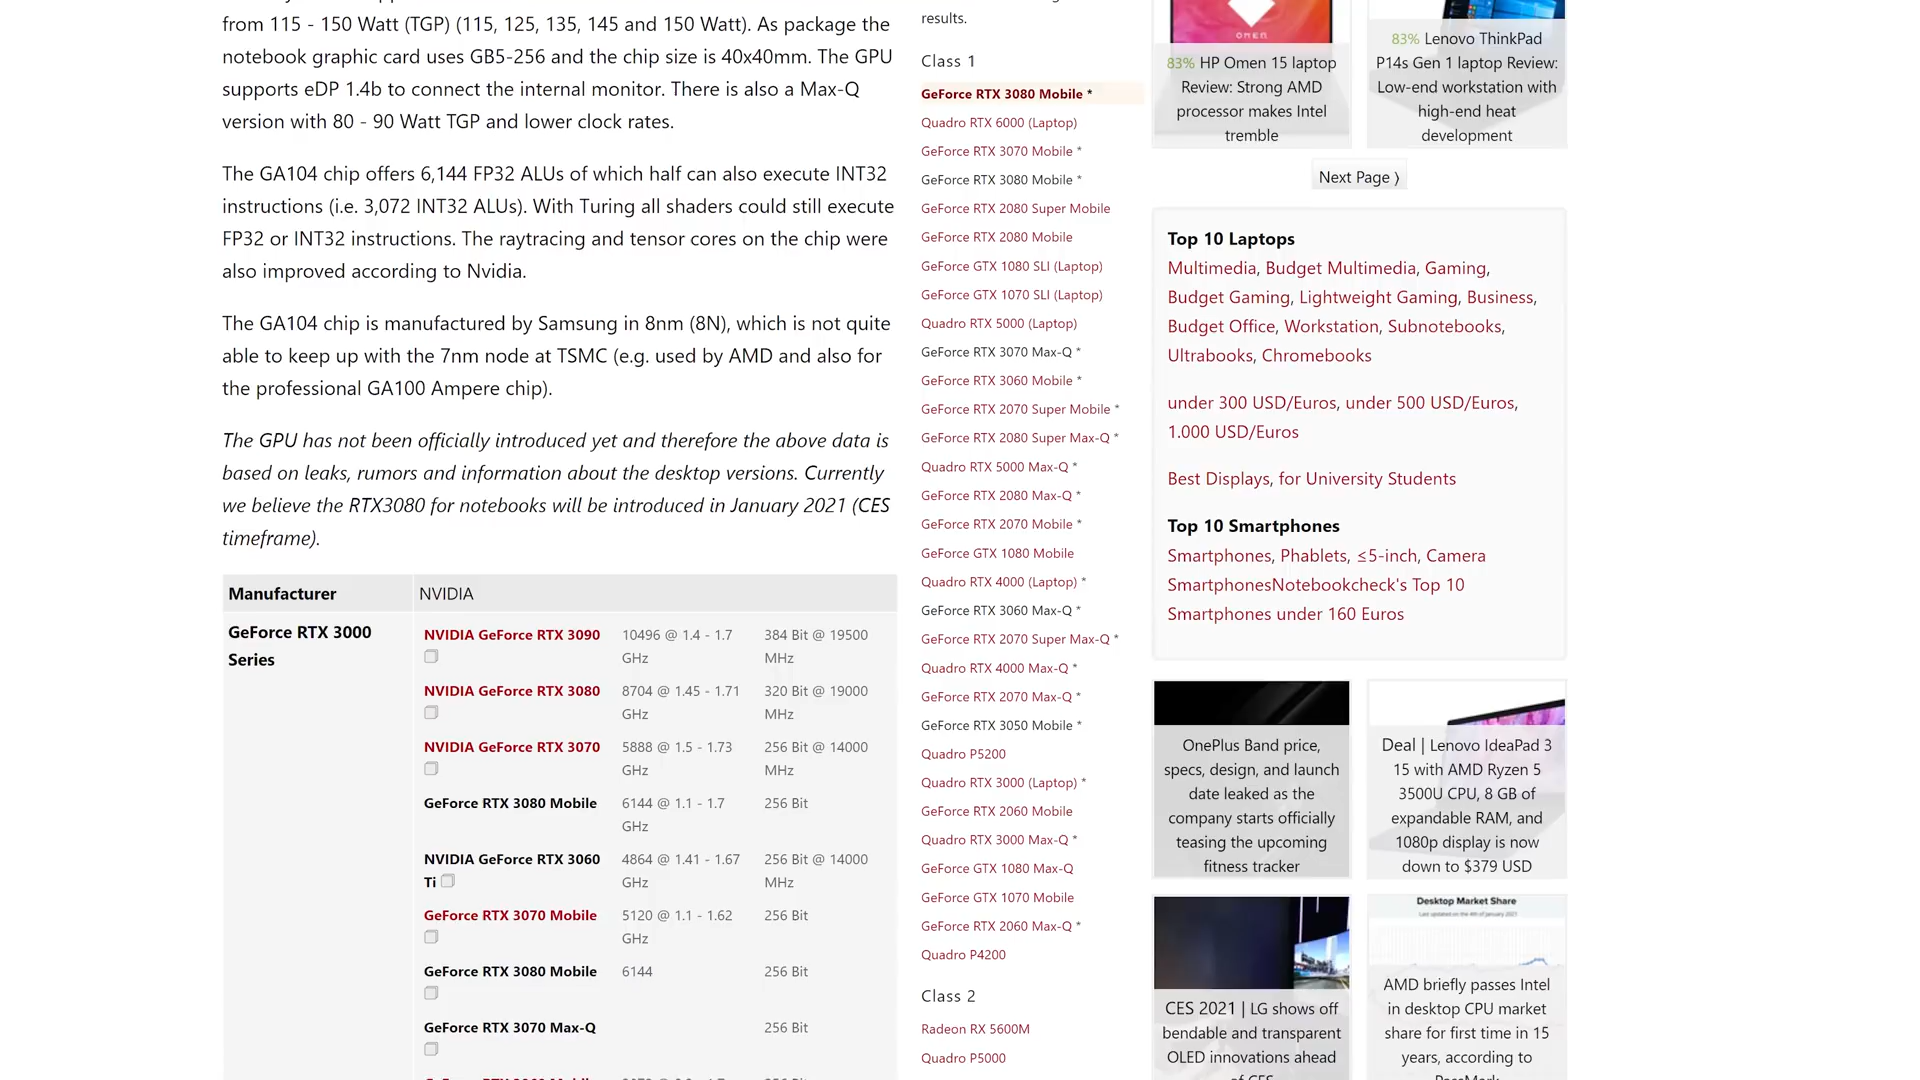 from 115 - 150 Watt (TGP) (115, 125, 135, 145 and 150 Watt). As package the
notebook graphic card uses GB5-256 and the chip size is 40x40mm. The GPU
supports eDP 1.4b to connect the internal monitor. There is also a Max-Q
version with 80 - 90 Watt TGP and lower clock rates.
The GA104 chip offers 6,144 FP32 ALUs of which half can also execute INT32
instructions (i.e. 3,072 INT32 ALUs). With Turing all shaders could still execute
FP32 or INT32 instructions. The raytracing and tensor cores on the chip were
also improved according to Nvidia.
The GA104 chip is manufactured by Samsung in 8nm (8N), which is not quite
able to keep up with the 7nm node at TSMC (e.g. used by AMD and also for
the professional GA100 Ampere chip).
The GPU has not been officially introduced yet and therefore the above data is
based on leaks, rumors and information about the desktop versions. Currently
we believe the RTX3080 for notebooks will be introduced in January 2021 (CES
timeframe).
Manufacturer NVIDIA
GeForce RTX 3000
Series
NVIDIA GeForce RTX 3090 10496 @ 1.4 - 1.7 384 Bit @ 19500
GHz MHz
NVIDIA GeForce RTX 3080 8704 @ 1.45 - 1.71 320 Bit @ 19000
GHz MHz
NVIDIA GeForce RTX 3070 5888 @ 1.5 - 1.73 256 Bit @ 14000
GHz MHz
GeForce RTX 3080 Mobile 6144 @ 1.1 - 1.7 256 Bit
GHz
NVIDIA GeForce RTX 3060 4864 @ 1.41 - 1.67 256 Bit @ 14000
Ti GHz MHz
GeForce RTX 3070 Mobile 5120 @ 1.1 - 1.62 256 Bit
GHz
GeForce RTX 3080 Mobile 6144 256 Bit
GeForce RTX 3070 Max-Q 256 Bit
results.
Class 1
GeForce RTX 3080 Mobile *
Quadro RTX 6000 (Laptop)
GeForce RTX 3070 Mobile *
GeForce RTX 3080 Mobile *
GeForce RTX 2080 Super Mobile
GeForce RTX 2080 Mobile
GeForce GTX 1080 SLI (Laptop)
GeForce GTX 1070 SLI (Laptop)
Quadro RTX 5000 (Laptop)
GeForce RTX 3070 Max-Q *
GeForce RTX 3060 Mobile *
GeForce RTX 2070 Super Mobile *
GeForce RTX 2080 Super Max-Q *
Quadro RTX 5000 Max-Q *
GeForce RTX 2080 Max-Q *
GeForce RTX 2070 Mobile *
GeForce GTX 1080 Mobile
Quadro RTX 4000 (Laptop) *
GeForce RTX 3060 Max-Q *
GeForce RTX 2070 Super Max-Q *
Quadro RTX 4000 Max-Q *
GeForce RTX 2070 Max-Q *
GeForce RTX 3050 Mobile *
Quadro P5200
Quadro RTX 3000 (Laptop) *
GeForce RTX 2060 Mobile
Quadro RTX 3000 Max-Q *
GeForce GTX 1080 Max-Q
GeForce GTX 1070 Mobile
GeForce RTX 2060 Max-Q *
Quadro P4200
Class 2
Radeon RX 5600M
Quadro P5000
OMEN
83% HP Omen 15 laptop
Review: Strong AMD
processor makes Intel
tremble
83% Lenovo ThinkPad
P14s Gen 1 laptop Review:
Low-end workstation with
high-end heat
development
Next Page ⟩
Top 10 Laptops
Multimedia, Budget Multimedia, Gaming,
Budget Gaming, Lightweight Gaming, Business,
Budget Office, Workstation, Subnotebooks,
Ultrabooks, Chromebooks
under 300 USD/Euros, under 500 USD/Euros,
1.000 USD/Euros
Best Displays, for University Students
Top 10 Smartphones
Smartphones, Phablets, ≤5-inch, Camera
SmartphonesNotebookcheck's Top 10
Smartphones under 160 Euros
OnePlus Band price,
specs, design, and launch
date leaked as the
company starts officially
teasing the upcoming
fitness tracker
Deal | Lenovo IdeaPad 3
15 with AMD Ryzen 5
3500U CPU, 8 GB of
expandable RAM, and
1080p display is now
down to $379 USD
CES 2021 | LG shows off
bendable and transparent
OLED innovations ahead
of CES
Desktop Market Share
Last updated on the 4th of January 2021
AMD briefly passes Intel
in desktop CPU market
share for first time in 15
years, according to
PassMark